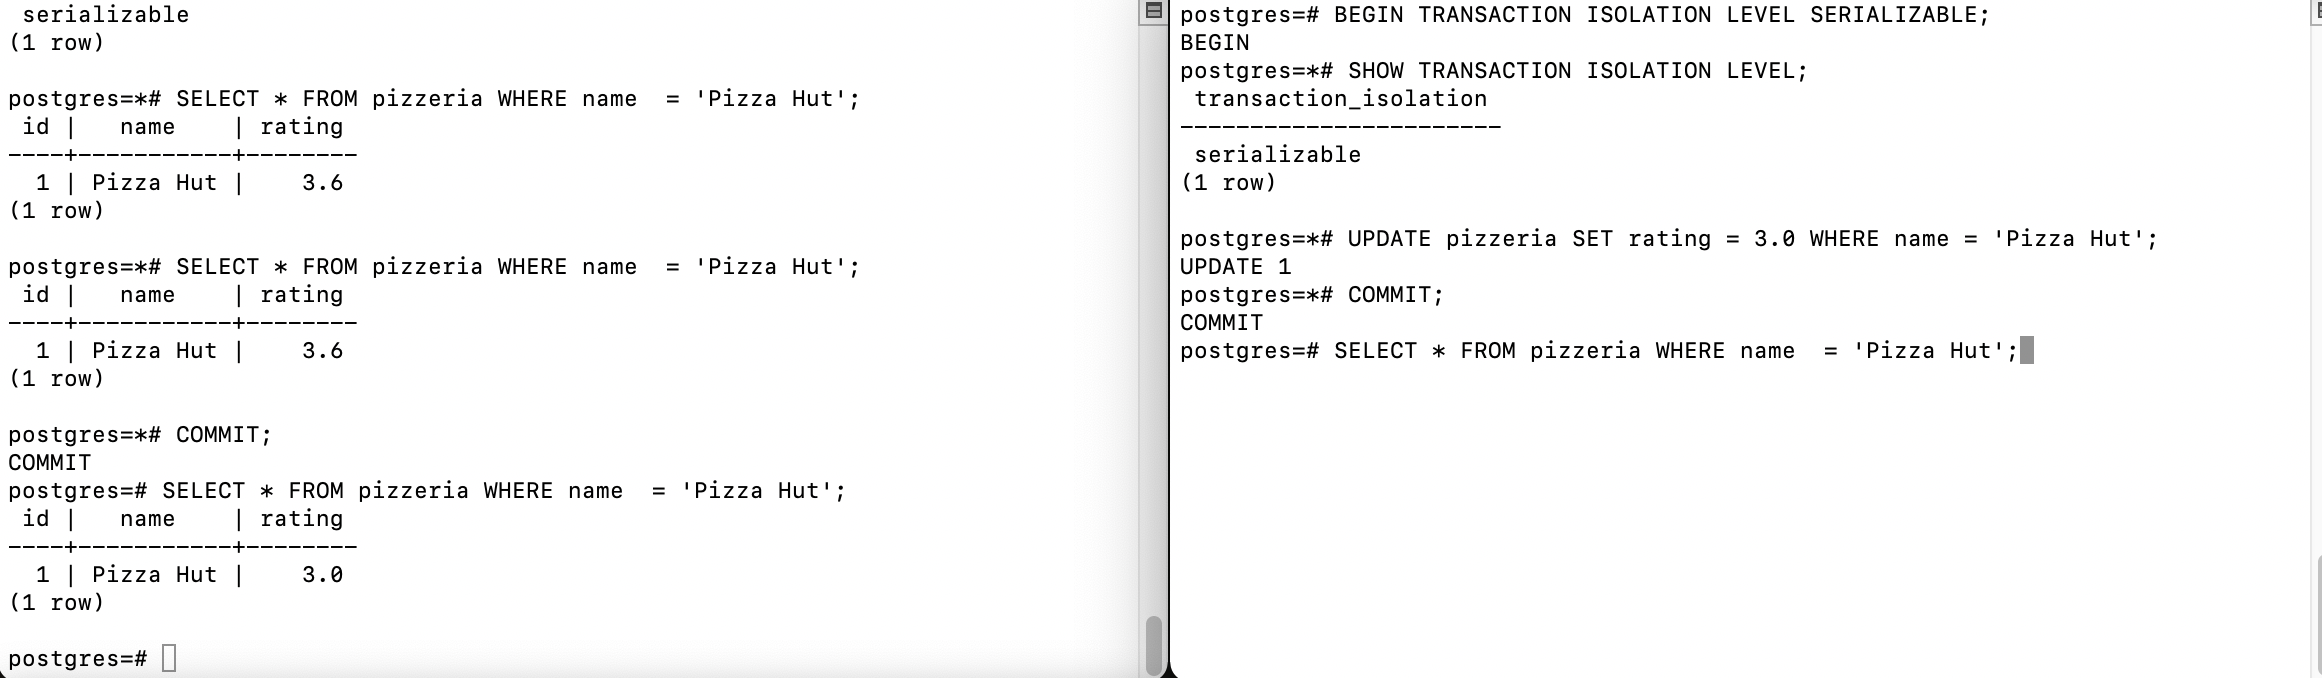 serializable
(1 row)

postgres=*# SELECT * FROM pizzeria WHERE name  = 'Pizza Hut';
 id |   name    | rating
----+-----------+--------
  1 | Pizza Hut |    3.6
(1 row)

postgres=*# SELECT * FROM pizzeria WHERE name  = 'Pizza Hut';
 id |   name    | rating
----+-----------+--------
  1 | Pizza Hut |    3.6
(1 row)

postgres=*# COMMIT;
COMMIT
postgres=# SELECT * FROM pizzeria WHERE name  = 'Pizza Hut';
 id |   name    | rating
----+-----------+--------
  1 | Pizza Hut |    3.0
(1 row)

postgres=#
postgres=# BEGIN TRANSACTION ISOLATION LEVEL SERIALIZABLE;
BEGIN
postgres=*# SHOW TRANSACTION ISOLATION LEVEL;
 transaction_isolation
-----------------------
 serializable
(1 row)

postgres=*# UPDATE pizzeria SET rating = 3.0 WHERE name = 'Pizza Hut';
UPDATE 1
postgres=*# COMMIT;
COMMIT
postgres=# SELECT * FROM pizzeria WHERE name  = 'Pizza Hut';